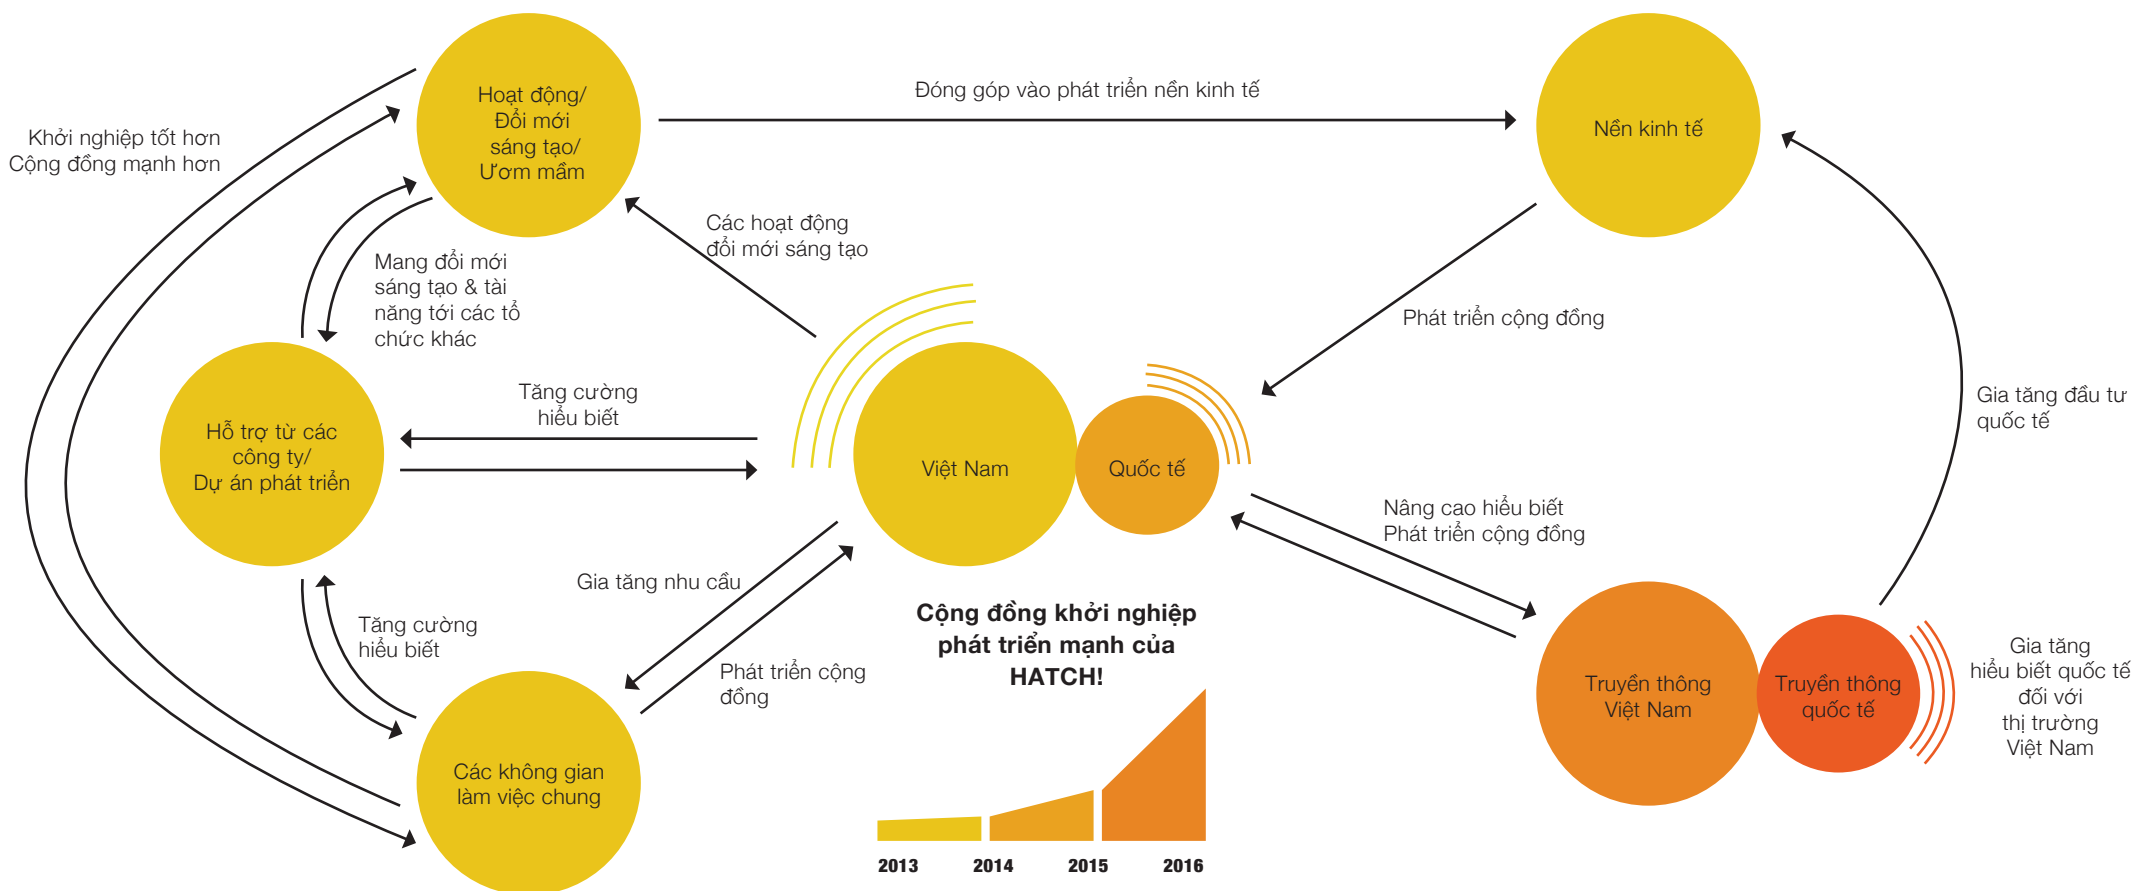 Hoạt động/
Đổi mới
sáng tạo/
Ươm mầm
Đóng góp vào phát triển nền kinh tế
Nền kinh tế
Khởi nghiệp tốt hơn
Cộng đồng mạnh hơn
Các hoạt động
đổi mới sáng tạo
Mang đổi mới
sáng tạo & tài
năng tới các tổ
chức khác
Phát triển cộng đồng
Tăng cường
hiểu biết
Gia tăng đầu tư
quốc tế
Hỗ trợ từ các
công ty/
Dự án phát triển
Việt Nam
Quốc tế
Nâng cao hiểu biết
Phát triển cộng đồng
Gia tăng nhu cầu
Tăng cường
hiểu biết
Cộng đồng khởi nghiệp
phát triển mạnh của
HATCH!
Phát triển cộng
đồng
Truyền thông
Việt Nam
Truyền thông
quốc tế
Gia tăng
hiểu biết quốc tế
đối với
thị trường
Việt Nam
Các không gian
làm việc chung
2013 2014 2015 2016